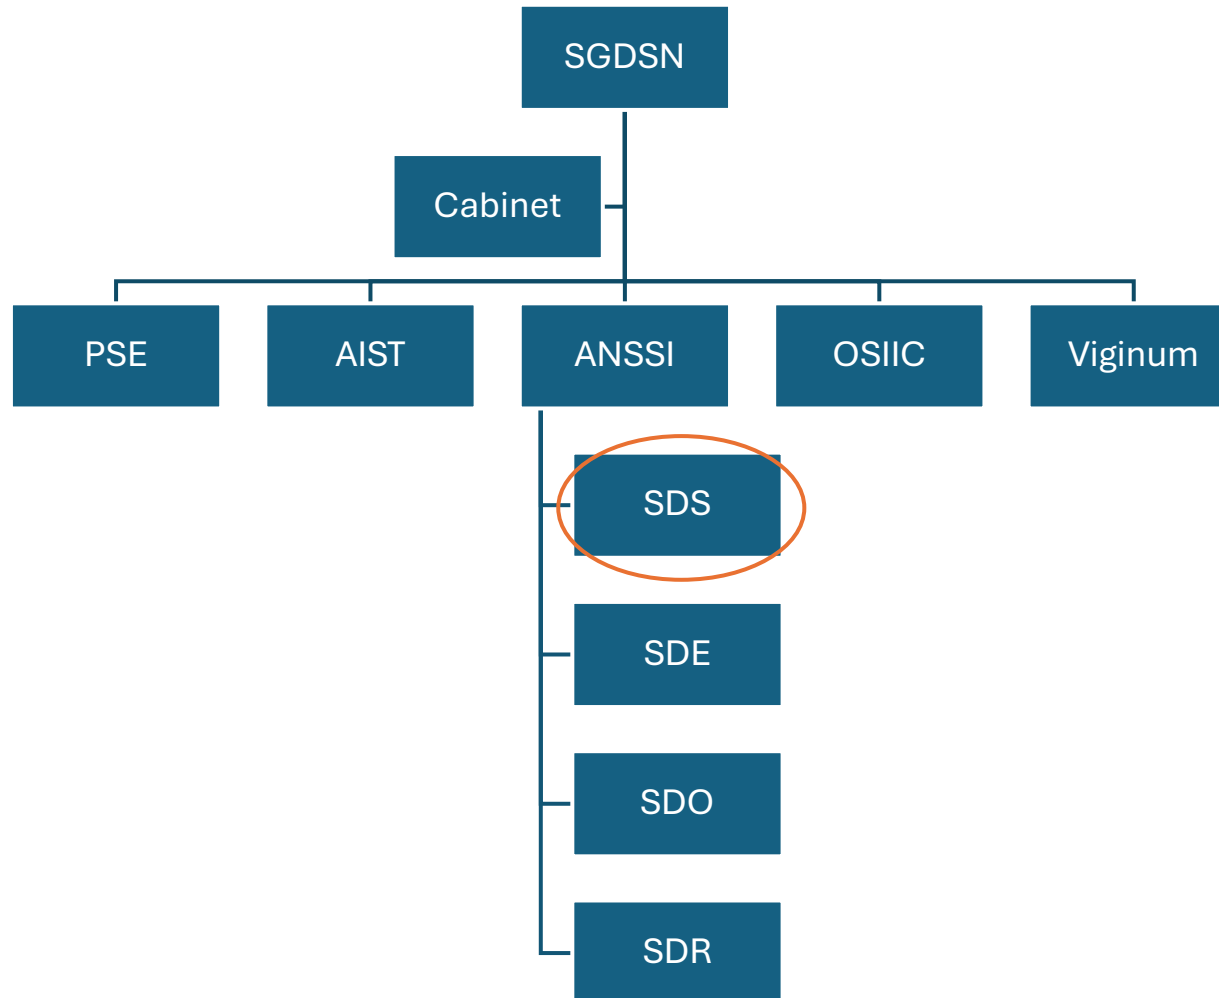 SGDSN
Cabinet
PSE
AIST
ANSSI
OSIIC
Viginum
SDS
SDE
SDO
SDR